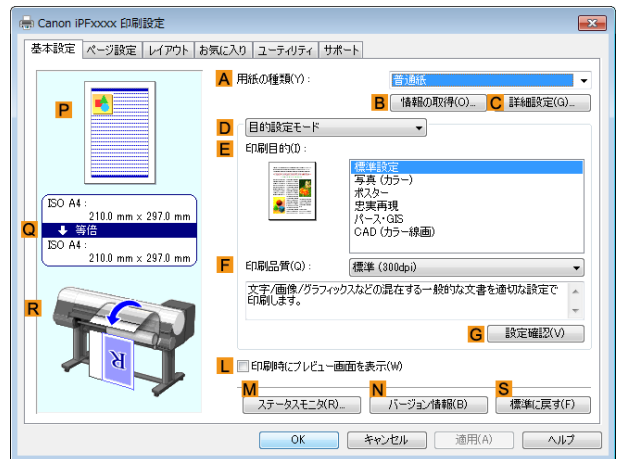 Canon iPFxxxx 印刷設定
基本設定 ページ設定 レイアウト お気に入り ユーティリティ サポート
A 用紙の種類(Y): 普通紙
B 情報の取得(O)... C 詳細設定(G)...
P
D 目的設定モード
E 印刷目的(I):
標準設定
写真 (カラー)
ポスター
忠実再現
パース・GIS
CAD (カラー線画)
ISO A4 :
210.0 mm x 297.0 mm
Q 等倍
ISO A4 :
210.0 mm x 297.0 mm
F 印刷品質(Q): 標準 (300dpi)
文字/画像/グラフィックスなどの混在する一般的な文書を適切な設定で
印刷します。
R
G 設定確認(V)
R
L 印刷時にプレビュー画面を表示(W)
M N S
ステータスモニタ(R)... バージョン情報(B) 標準に戻す(F)
OK キャンセル 適用(A) ヘルプ